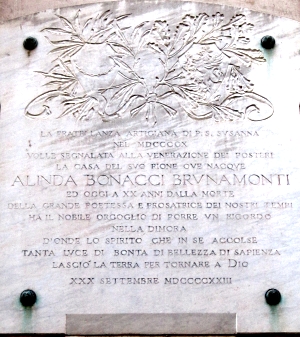 LA FRATELLANZA ARTIGIANA DI P. S. SVSANNA
NEL MDCCCCX
VOLLE SEGNALATA ALLA VENERAZIONE DEI POSTERI
LA CASA DEL SVO RIONE OVE NACQVE
ALINDA BONACCI BRVNAMONTI
ED OGGI A XX ANNI DALLA MORTE
DELLA GRANDE POETESSA E PROSATRICE DEI NOSTRI TEMPI
HA IL NOBILE ORGOGLIO DI PORRE VN RICORDO
NELLA DIMORA
D'ONDE LO SPIRITO CHE IN SE ACCOLSE
TANTA LVCE DI BONTÀ DI BELLEZZA DI SAPIENZA
LASCIÒ LA TERRA PER TORNARE A DIO
XXX SETTEMBRE MDCCCCXXIII